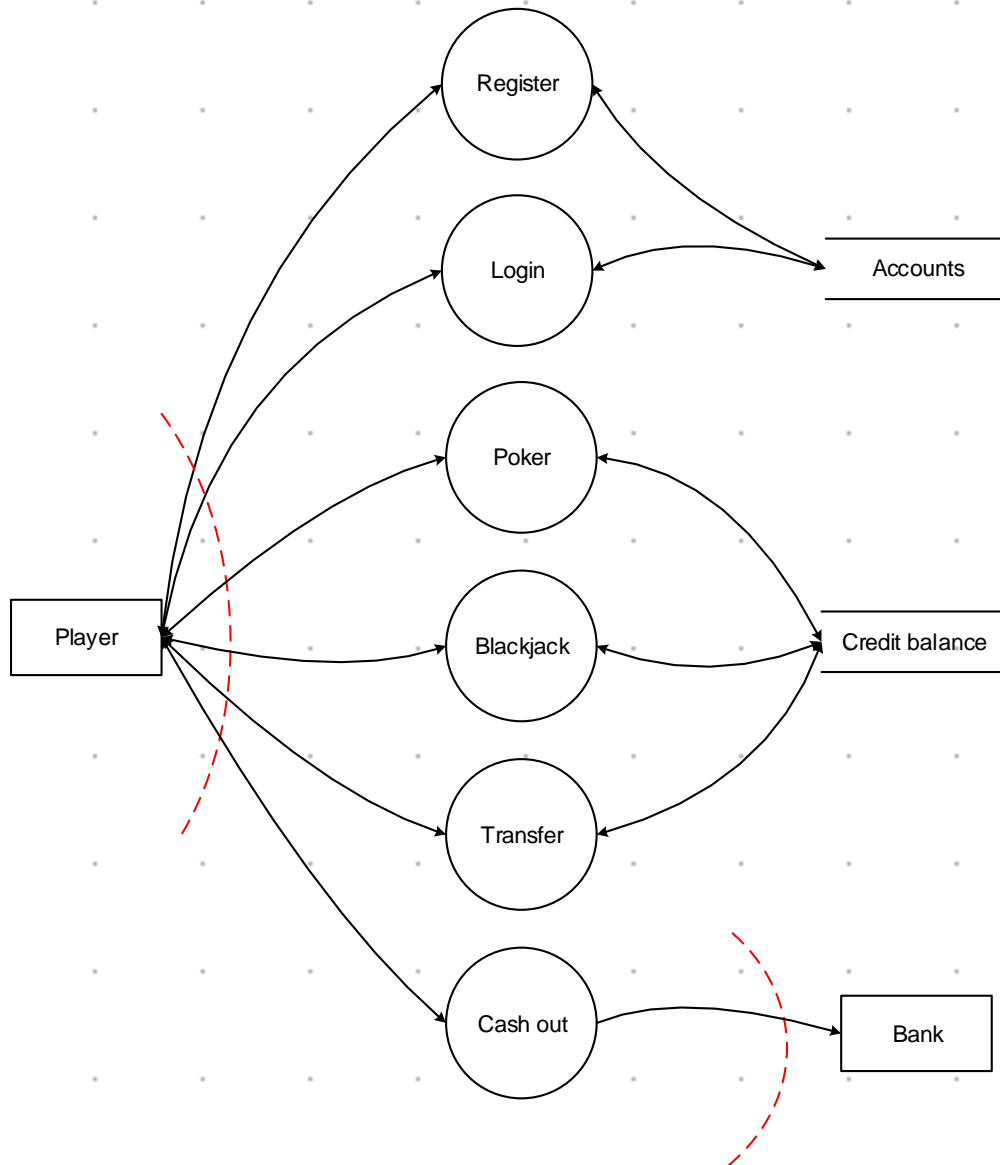 Register
Login
Accounts
Poker
Player
Blackjack
Credit balance
Transfer
Cash out
Bank